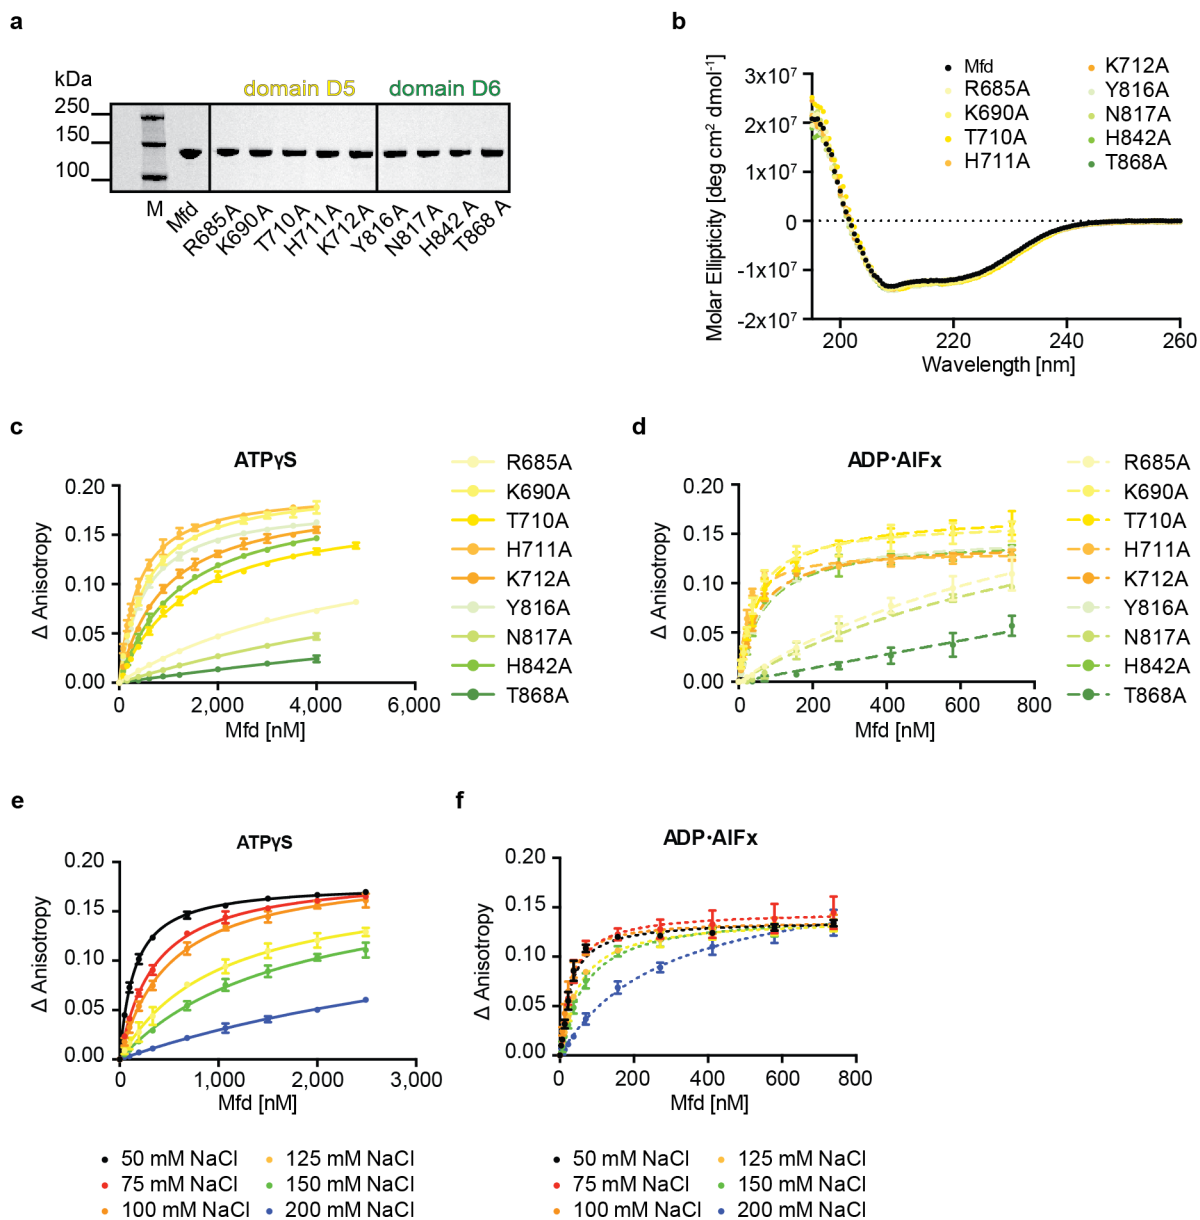 a
kDa
domain D5
domain D6
250
150
100
M
Mfd
R685A
K690A
T710A
H711A
K712A
Y816A
N817A
H842 A
T868 A
b
Molar Ellipticity [deg cm² dmol⁻¹]
3x10⁷
2x10⁷
1x10⁷
0
-1x10⁷
-2x10⁷
200
220
240
260
Wavelength [nm]
Mfd
R685A
K690A
T710A
H711A
K712A
Y816A
N817A
H842A
T868A
c
ATPγS
Δ Anisotropy
0.20
0.15
0.10
0.05
0.00
0
2,000
4,000
6,000
Mfd [nM]
R685A
K690A
T710A
H711A
K712A
Y816A
N817A
H842A
T868A
d
ADP•AlFx
Δ Anisotropy
0.20
0.15
0.10
0.05
0.00
0
200
400
600
800
Mfd [nM]
R685A
K690A
T710A
H711A
K712A
Y816A
N817A
H842A
T868A
e
ATPγS
Δ Anisotropy
0.20
0.15
0.10
0.05
0.00
0
1,000
2,000
3,000
Mfd [nM]
50 mM NaCl
75 mM NaCl
100 mM NaCl
125 mM NaCl
150 mM NaCl
200 mM NaCl
f
ADP•AlFx
Δ Anisotropy
0.20
0.15
0.10
0.05
0.00
0
200
400
600
800
Mfd [nM]
50 mM NaCl
75 mM NaCl
100 mM NaCl
125 mM NaCl
150 mM NaCl
200 mM NaCl